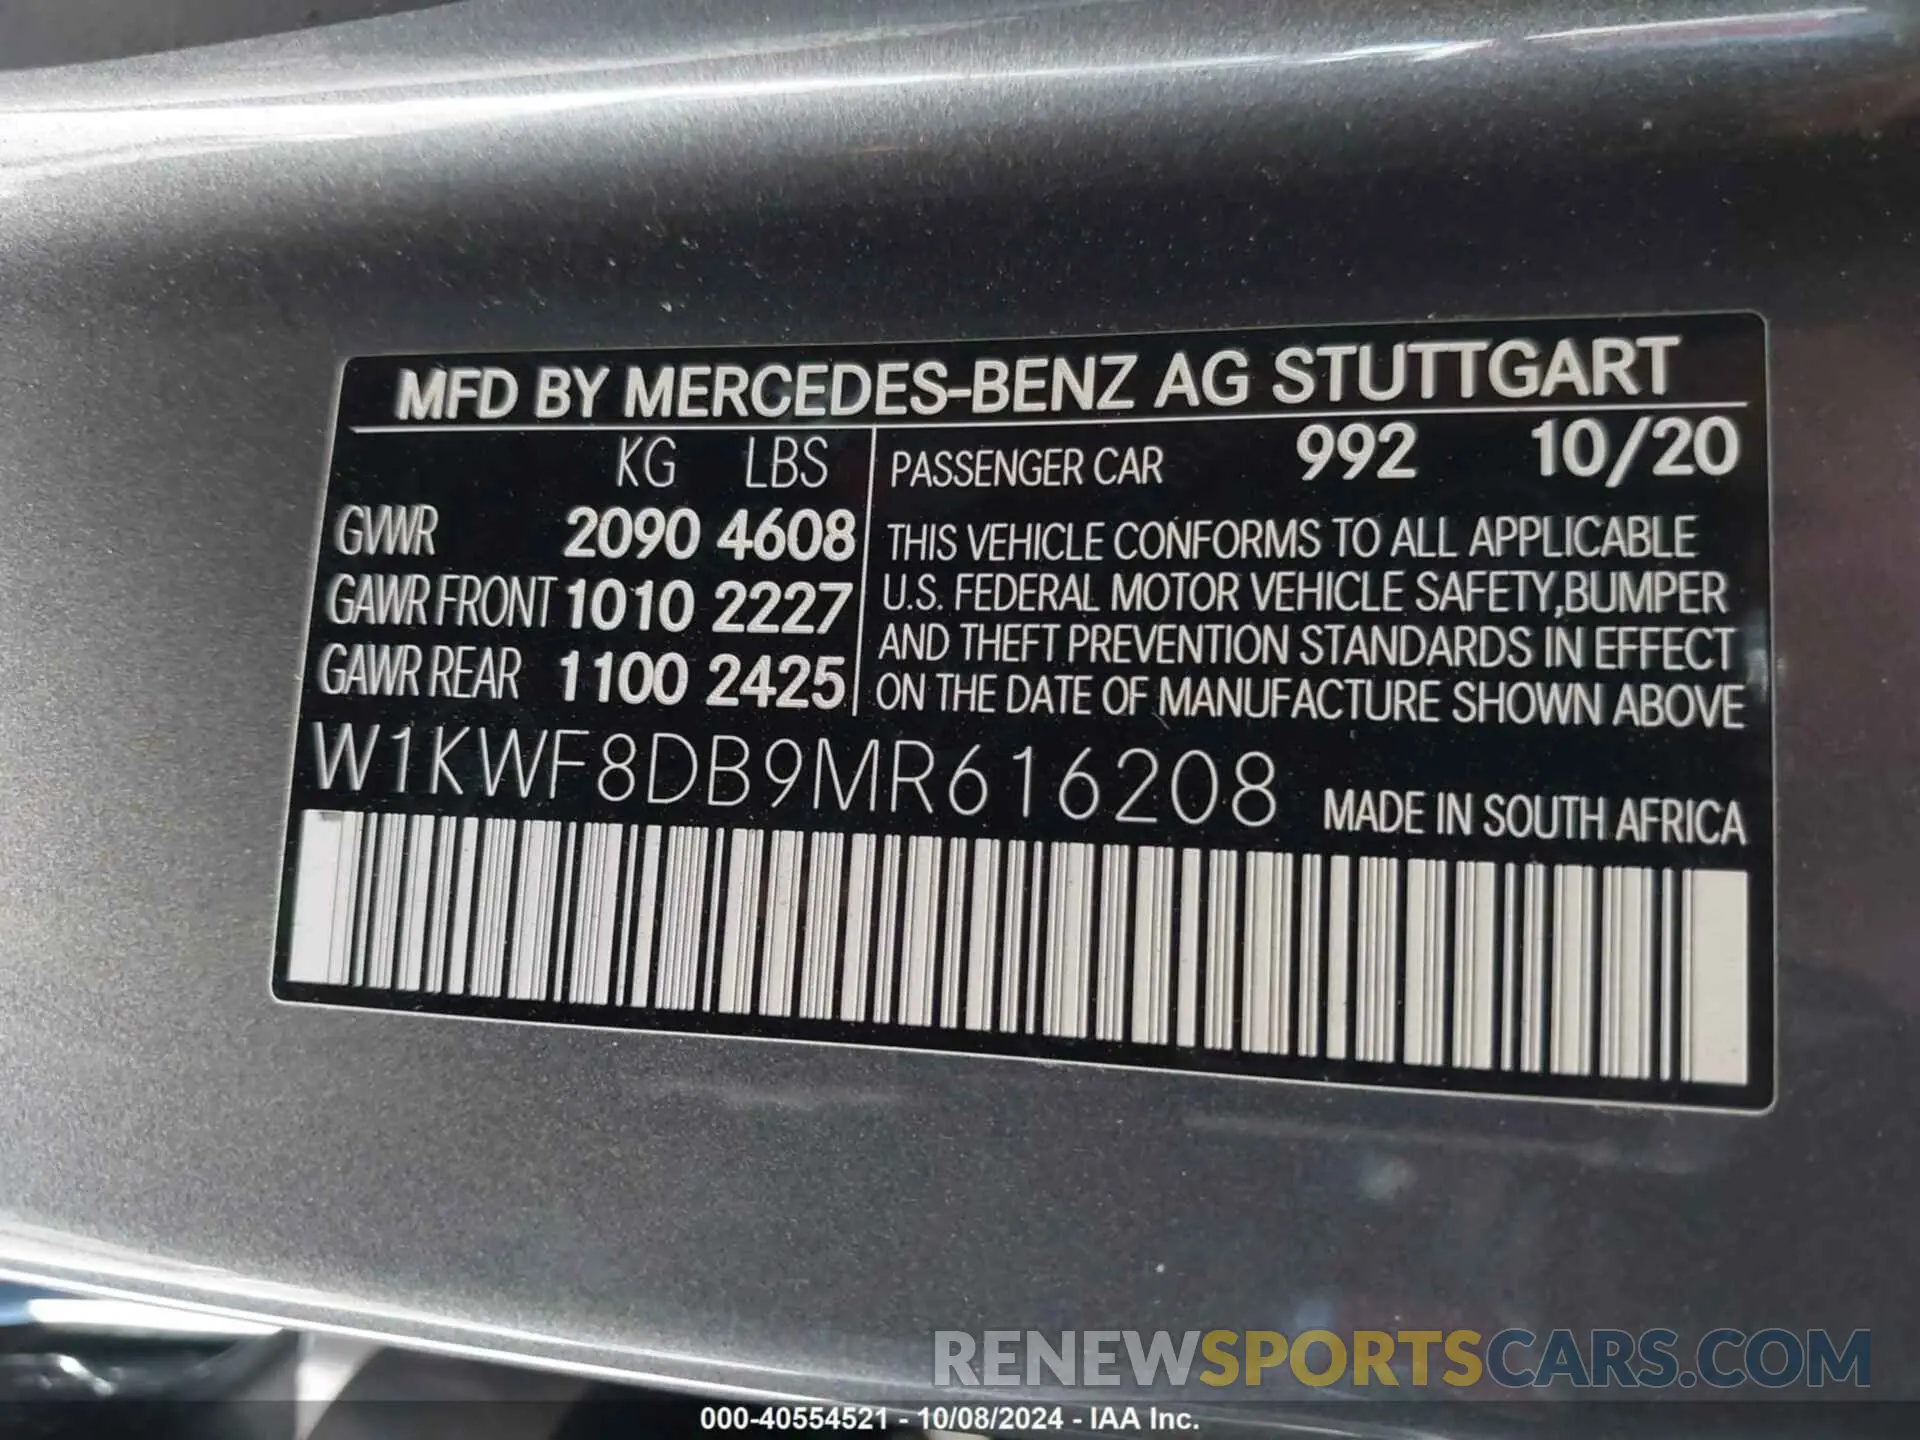 MFD BY MERCEDES-BENZ AG STUTTGART
KG LBS
GVWR 2090 4608
GAWR FRONT 1010 2227
GAWR REAR 1100 2425
PASSENGER CAR 992 10/20
THIS VEHICLE CONFORMS TO ALL APPLICABLE
U.S. FEDERAL MOTOR VEHICLE SAFETY,BUMPER
AND THEFT PREVENTION STANDARDS IN EFFECT
ON THE DATE OF MANUFACTURE SHOWN ABOVE
W1KWF8DB9MR616208
MADE IN SOUTH AFRICA
RENEWSPORTSCARS.COM
000-40554521 - 10/08/2024 - IAA Inc.